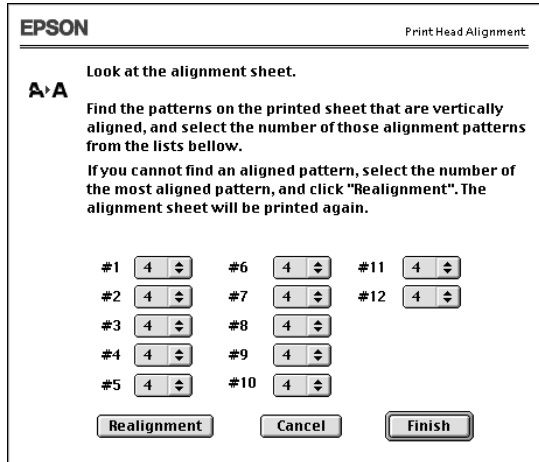 EPSON
Print Head Alignment
Look at the alignment sheet.
A A
Find the patterns on the printed sheet that are vertically
aligned, and select the number of those alignment patterns
from the lists bellow.
If you cannot find an aligned pattern, select the number of
the most aligned pattern, and click "Realignment". The
alignment sheet will be printed again.
#1 4 #6 4 #11 4
#2 4 #7 4 #12 4
#3 4 #8 4
#4 4 #9 4
#5 4 #10 4
Realignment Cancel Finish